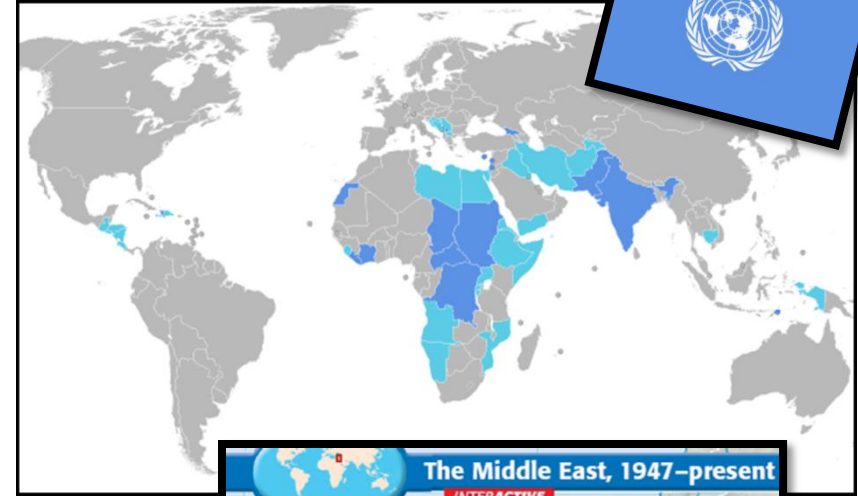 The Middle East, 1947–present
INTERACTIVE